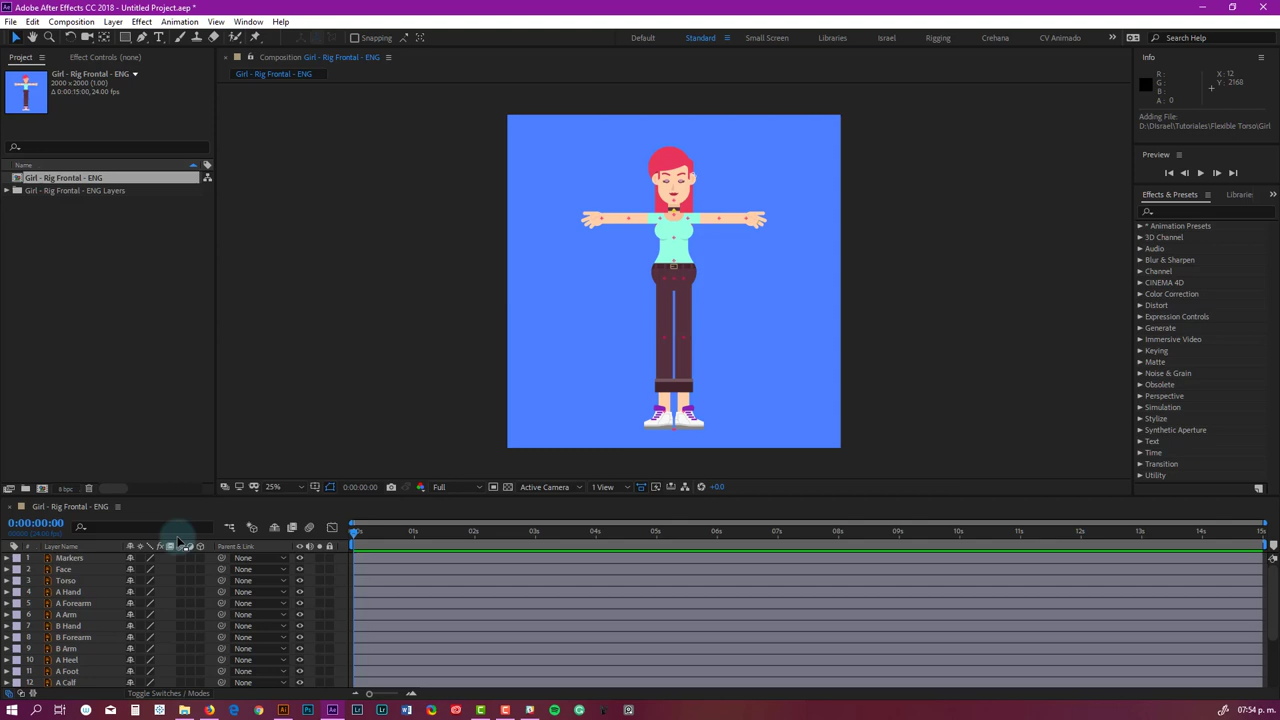 Adobe After Effects CC 2018 - Untitled Project.aep *
File Edit Composition Layer Effect Animation View Window Help
Snapping Default Standard Small Screen Libraries Israel Rigging Crehana CV Animado Search Help
Project Effect Controls (none) Composition Girl - Rig Frontal - ENG Info
Girl - Rig Frontal - ENG
2000 x 2000 (1.00)
Δ 0:00:15:00, 24.00 fps
Girl - Rig Frontal - ENG
R: X: 12
G: Y: 2168
B:
A: 0
Adding File:
D:\Disrael\Tutoriales\Flexible Torso\Girl
Preview
Name
Girl - Rig Frontal - ENG
Girl - Rig Frontal - ENG Layers
Effects & Presets Librarie:
* Animation Presets
3D Channel
Audio
Blur & Sharpen
Channel
CINEMA 4D
Color Correction
Distort
Expression Controls
Generate
Immersive Video
Keying
Matte
Noise & Grain
Obsolete
Perspective
Simulation
Stylize
Synthetic Aperture
Text
Time
Transition
Utility
8 bpc
25% 0:00:00:00 Full Active Camera 1 View +0.0
Girl - Rig Frontal - ENG
0:00:00:00
00000 (24.00 fps)
00s 01s 02s 03s 04s 05s 06s 07s 08s 09s 10s 11s 12s 13s 14s 15s
# Layer Name Parent & Link
1 Markers None
2 Face None
3 Torso None
4 A Hand None
5 A Forearm None
6 A Arm None
7 B Hand None
8 B Forearm None
9 B Arm None
10 A Heel None
11 A Foot None
12 A Calf None
Toggle Switches / Modes
07:54 p. m.